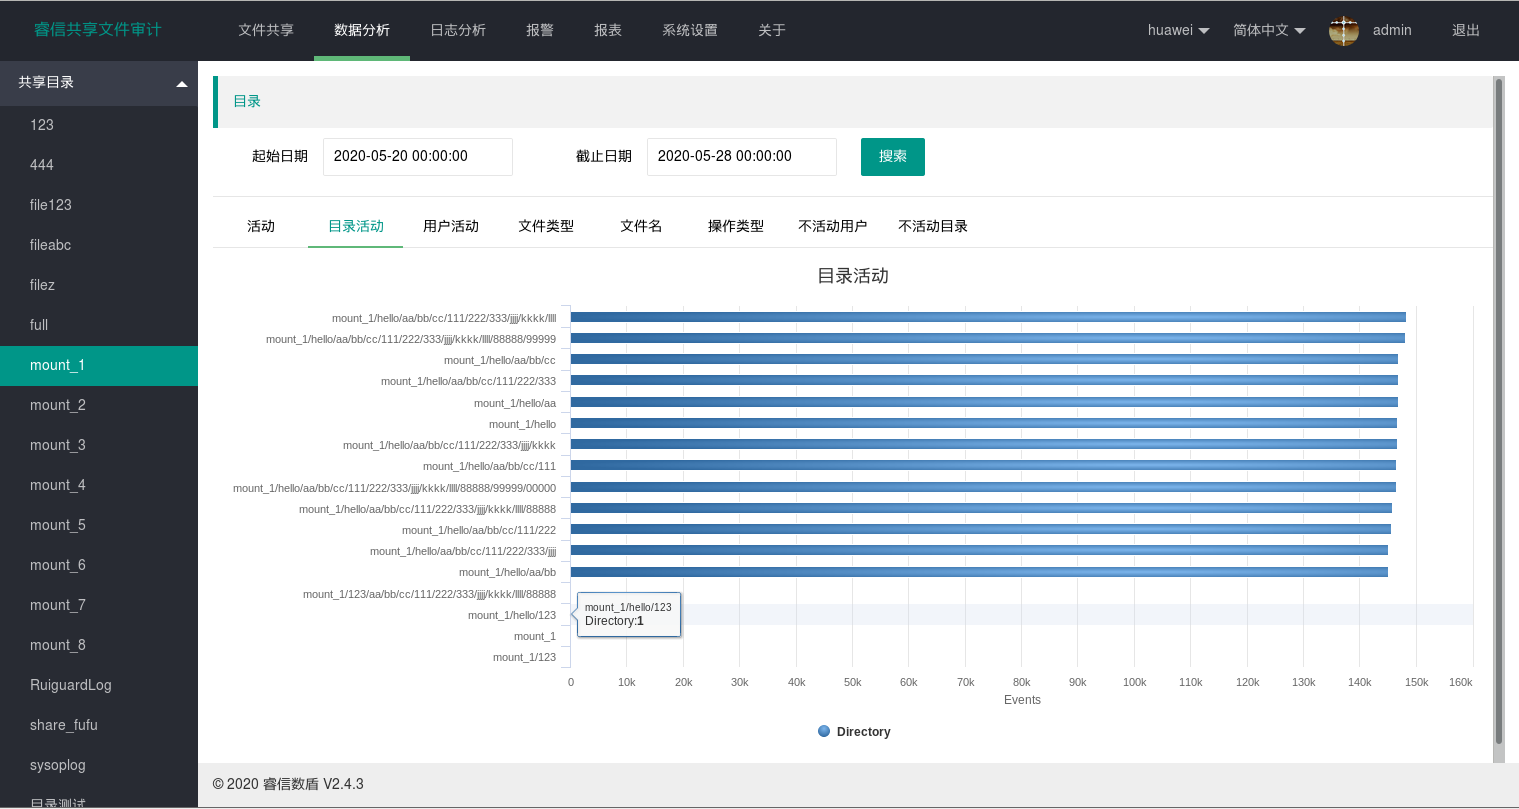 睿信共享文件审计 文件共享 数据分析 日志分析 报警 报表 系统设置 关于 huawei 简体中文 admin 退出
共享目录
123
444
file123
fileabc
filez
full
mount_1
mount_2
mount_3
mount_4
mount_5
mount_6
mount_7
mount_8
RuiguardLog
share_fufu
sysoplog
目录测试
目录
起始日期 2020-05-20 00:00:00 截止日期 2020-05-28 00:00:00 搜索
活动 目录活动 用户活动 文件类型 文件名 操作类型 不活动用户 不活动目录
目录活动
mount_1/hello/aa/bb/cc/111/222/333/jjjj/kkkk/llll
mount_1/hello/aa/bb/cc/111/222/333/jjjj/kkkk/llll/88888/99999
mount_1/hello/aa/bb/cc
mount_1/hello/aa/bb/cc/111/222/333
mount_1/hello/aa
mount_1/hello
mount_1/hello/aa/bb/cc/111/222/333/jjjj/kkkk
mount_1/hello/aa/bb/cc/111
mount_1/hello/aa/bb/cc/111/222/333/jjjj/kkkk/llll/88888/99999/00000
mount_1/hello/aa/bb/cc/111/222/333/jjjj/kkkk/llll/88888
mount_1/hello/aa/bb/cc/111/222
mount_1/hello/aa/bb/cc/111/222/333/jjjj
mount_1/hello/aa/bb
mount_1/123/aa/bb/cc/111/222/333/jjjj/kkkk/llll/88888
mount_1/hello/123
mount_1
mount_1/123
mount_1/hello/123
Directory:1
0 10k 20k 30k 40k 50k 60k 70k 80k 90k 100k 110k 120k 130k 140k 150k 160k
Events
Directory
© 2020 睿信数盾 V2.4.3